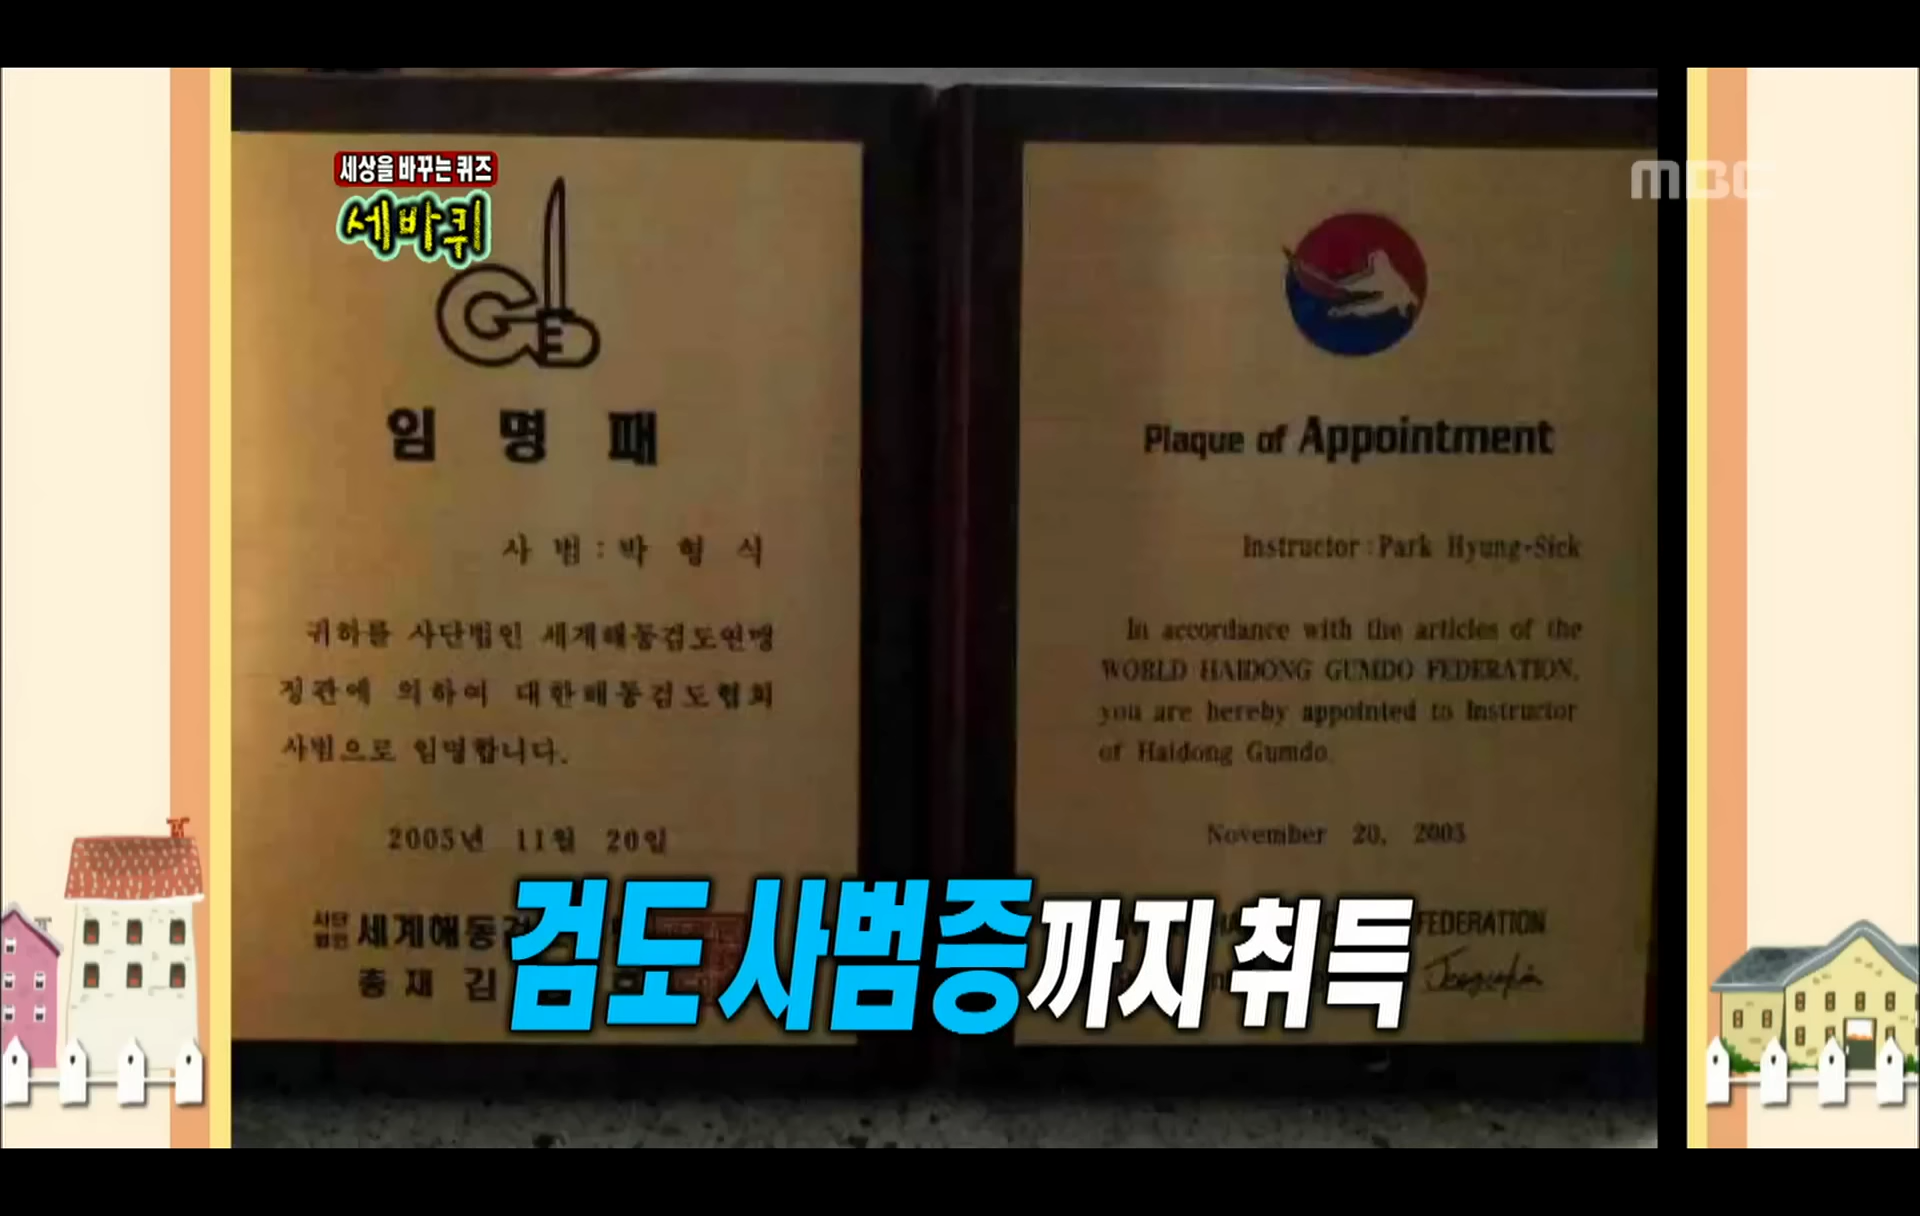 세상을 바꾸는 퀴즈
세바퀴
MBC
임 명 패
사 범 : 박 형 식
귀하를 사단법인 세계해동검도연맹
정관에 의하여 대한해동검도협회
사범으로 임명합니다.
2005년 11월 20일
사단법인 세계해동검
총 재 김
Plaque of Appointment
Instructor : Park Hyung-Sick
In accordance with the articles of the
WORLD HAIDONG GUMDO FEDERATION,
you are hereby appointed to Instructor
of Haidong Gumdo.
November 20, 2005
FEDERATION
검도 사범증까지 취득